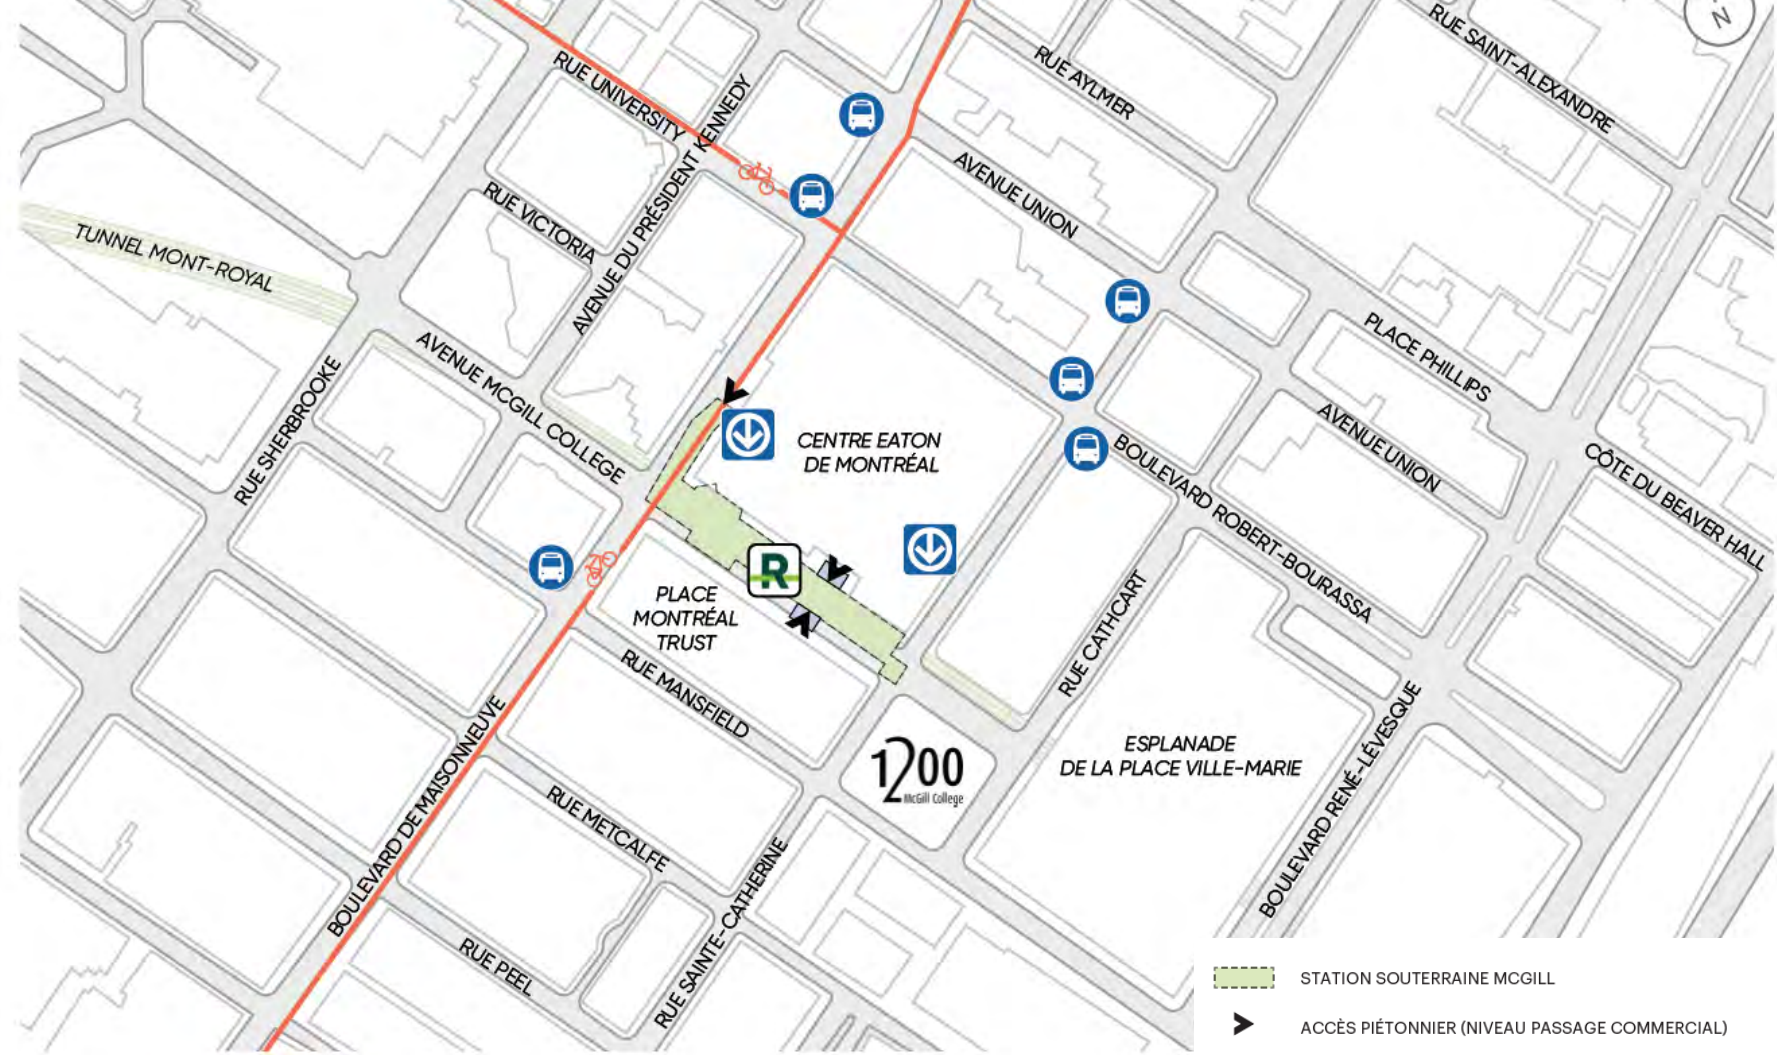 N
RUE SAINT-ALEXANDRE
RUE AYLMER
RUE UNIVERSITY
AVENUE DU PRÉSIDENT KENNEDY
AVENUE UNION
RUE VICTORIA
TUNNEL MONT-ROYAL
AVENUE MCGILL COLLEGE
RUE SHERBROOKE
PLACE PHILLIPS
AVENUE UNION
CÔTE DU BEAVER HALL
BOULEVARD ROBERT-BOURASSA
CENTRE EATON
DE MONTRÉAL
R
PLACE
MONTRÉAL
TRUST
RUE CATHCART
RUE MANSFIELD
1200
McGill College
ESPLANADE
DE LA PLACE VILLE-MARIE
BOULEVARD RENÉ-LÉVESQUE
BOULEVARD DE MAISONNEUVE
RUE METCALFE
RUE SAINTE-CATHERINE
RUE PEEL
STATION SOUTERRAINE MCGILL
ACCÈS PIÉTONNIER (NIVEAU PASSAGE COMMERCIAL)